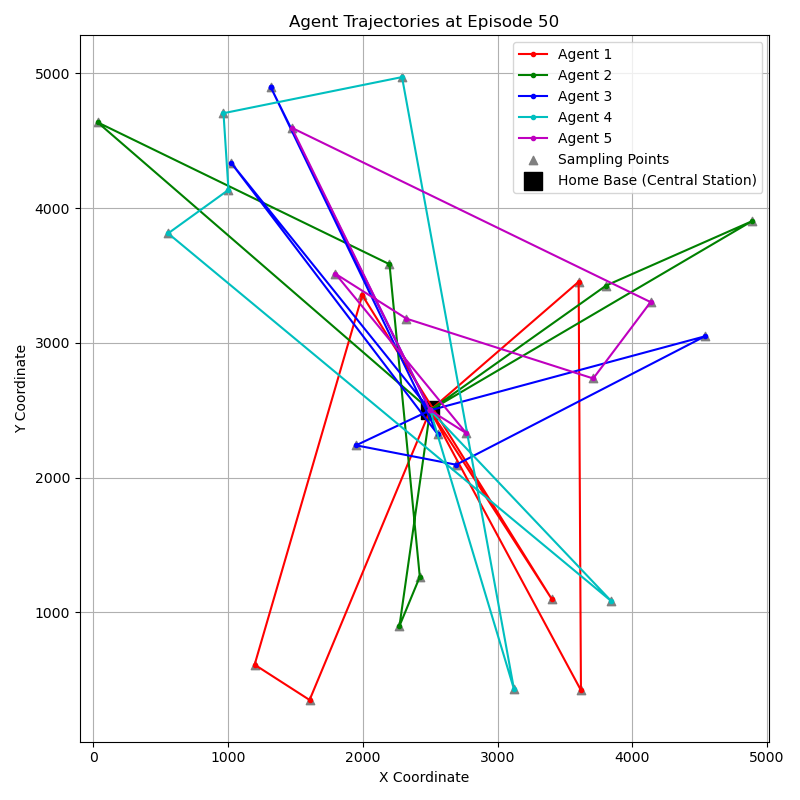 Agent Trajectories at Episode 50
Agent 1
Agent 2
Agent 3
Agent 4
Agent 5
Sampling Points
Home Base (Central Station)
Y Coordinate
5000
4000
3000
2000
1000
0 1000 2000 3000 4000 5000
X Coordinate